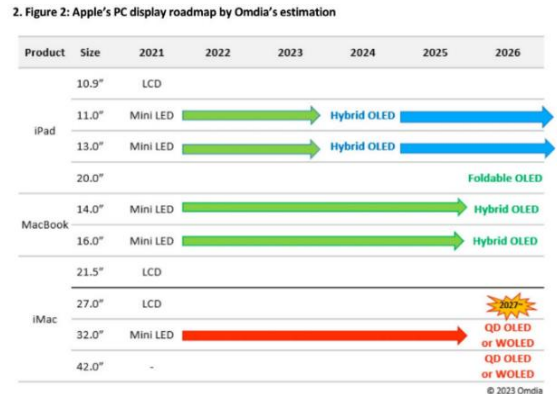 2. Figure 2: Apple's PC display roadmap by Omdia's estimation
Product Size 2021 2022 2023 2024 2025 2026
10.9" LCD
11.0" Mini LED Hybrid OLED
iPad
13.0" Mini LED Hybrid OLED
20.0" Foldable OLED
14.0" Mini LED Hybrid OLED
MacBook
16.0" Mini LED Hybrid OLED
21.5" LCD
27.0" LCD 2027~
iMac
32.0" Mini LED QD OLED
or WOLED
42.0" - QD OLED
or WOLED
© 2023 Omdia